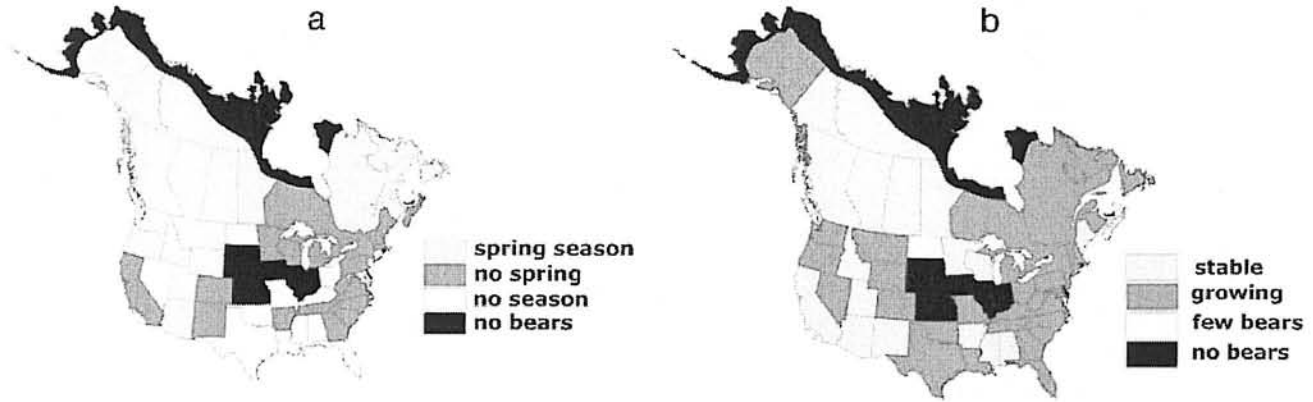 a
spring season
no spring
no season
no bears
b
stable
growing
few bears
no bears